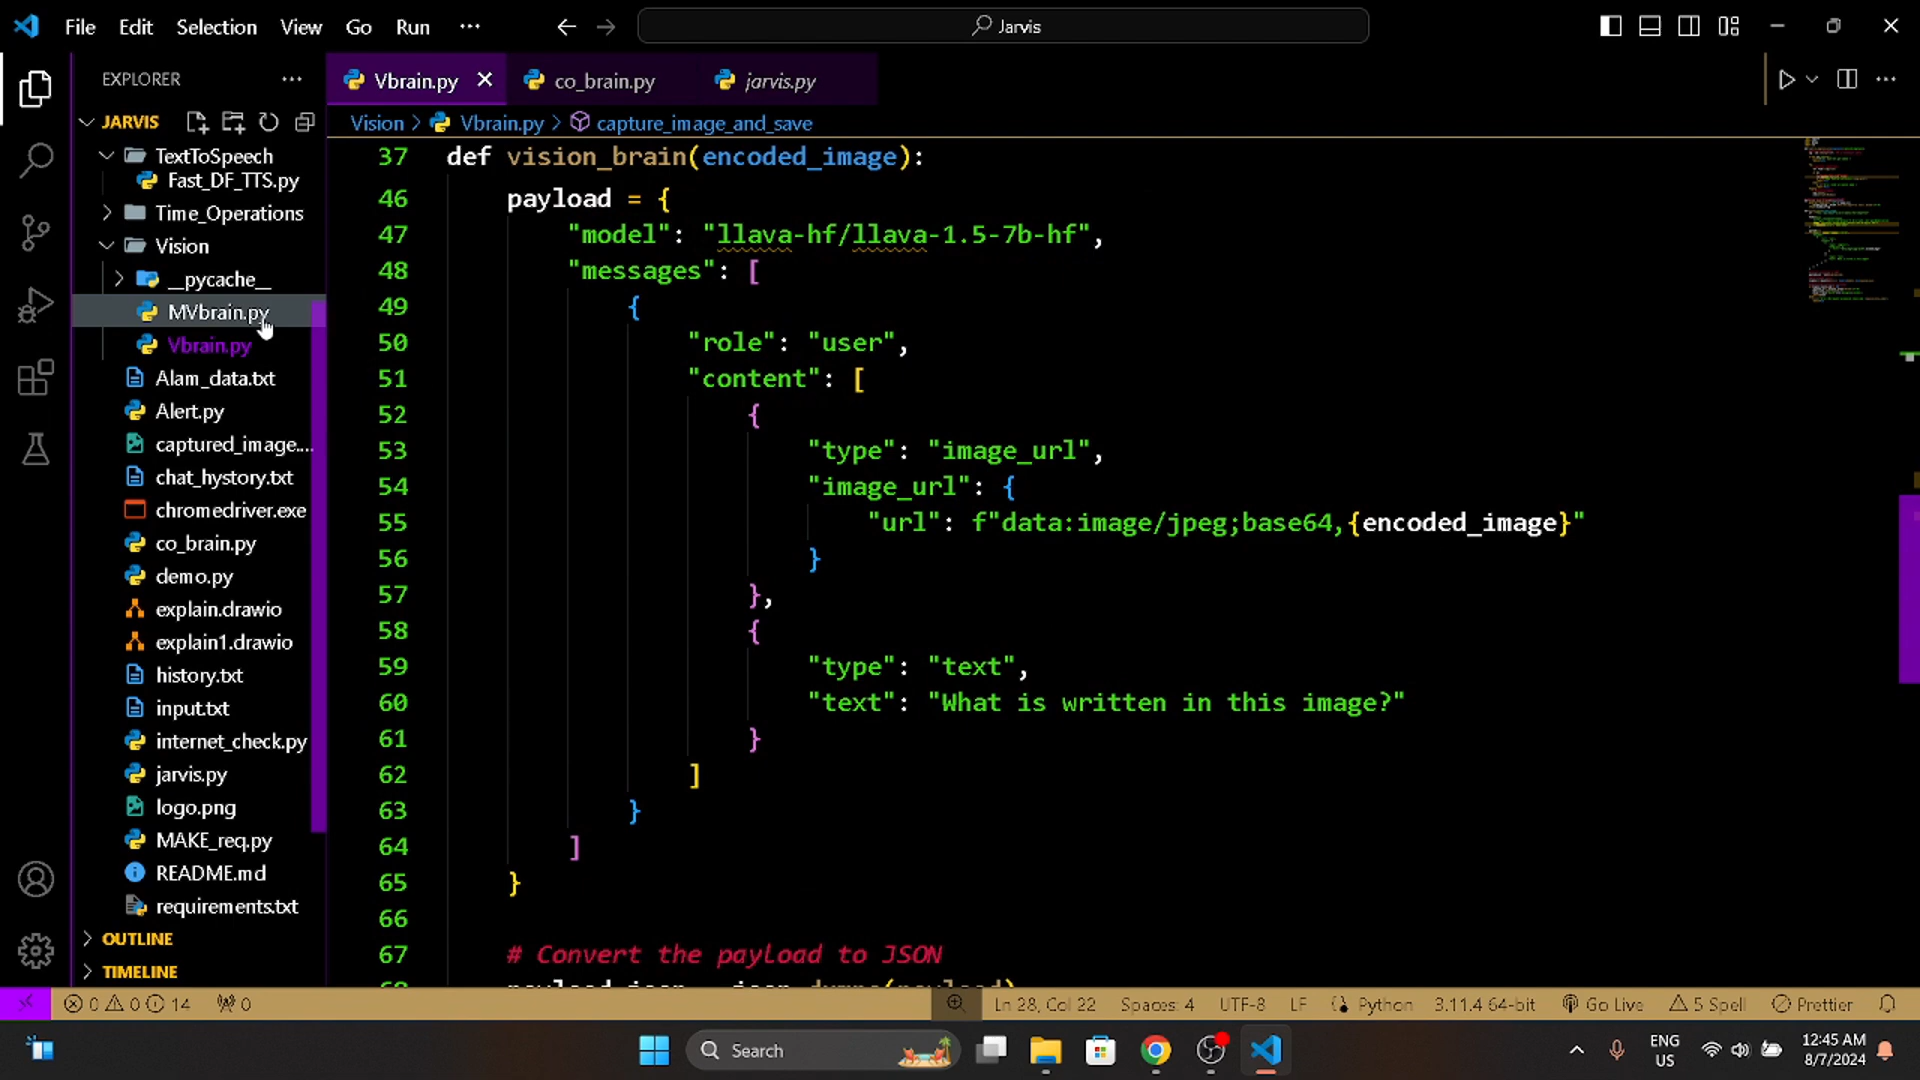 File Edit Selection View Go Run ··· Jarvis
EXPLORER ···
JARVIS
TextToSpeech
Fast_DF_TTS.py
Time_Operations
Vision
__pycache__
MVbrain.py
Vbrain.py
Alam_data.txt
Alert.py
captured_image....
chat_hystory.txt
chromedriver.exe
co_brain.py
demo.py
explain.drawio
explain1.drawio
history.txt
input.txt
internet_check.py
jarvis.py
logo.png
MAKE_req.py
README.md
requirements.txt
OUTLINE
TIMELINE
Vbrain.py co_brain.py jarvis.py
Vision > Vbrain.py > capture_image_and_save
37 def vision_brain(encoded_image):
46 payload = {
47 "model": "llava-hf/llava-1.5-7b-hf",
48 "messages": [
49 {
50 "role": "user",
51 "content": [
52 {
53 "type": "image_url",
54 "image_url": {
55 "url": f"data:image/jpeg;base64,{encoded_image}"
56 }
57 },
58 {
59 "type": "text",
60 "text": "What is written in this image?"
61 }
62 ]
63 }
64 ]
65 }
66
67 # Convert the payload to JSON
68 payload_json = json.dumps(payload)
0 0 14 0 Ln 28, Col 22 Spaces: 4 UTF-8 LF Python 3.11.4 64-bit Go Live 5 Spell Prettier
Search ENG US 12:45 AM 8/7/2024